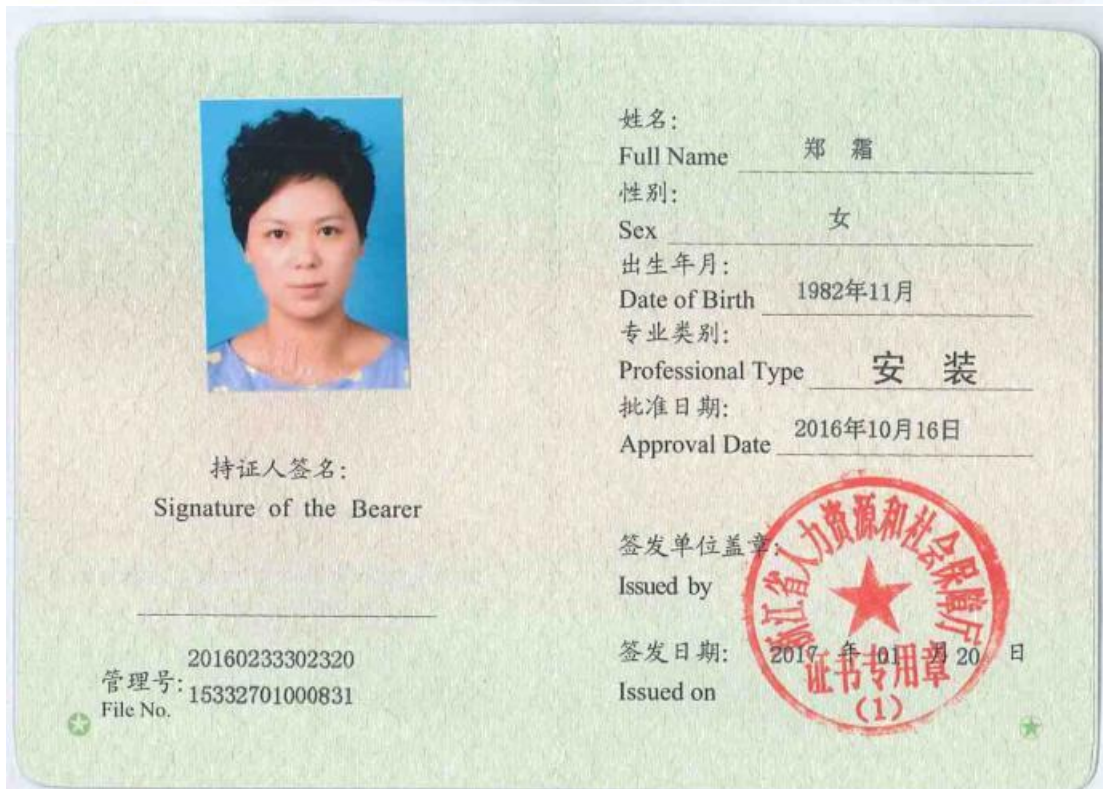 持证人签名:
Signature of the Bearer
管理号:
File No.
20160233302320
15332701000831
姓名:
Full Name 郑 霜
性别:
Sex 女
出生年月:
Date of Birth 1982年11月
专业类别:
Professional Type 安 装
批准日期:
Approval Date 2016年10月16日
签发单位盖章:
Issued by
浙江省人力资源和社会保障厅
证书专用章
(1)
签发日期: 2017 年 01 月 20 日
Issued on